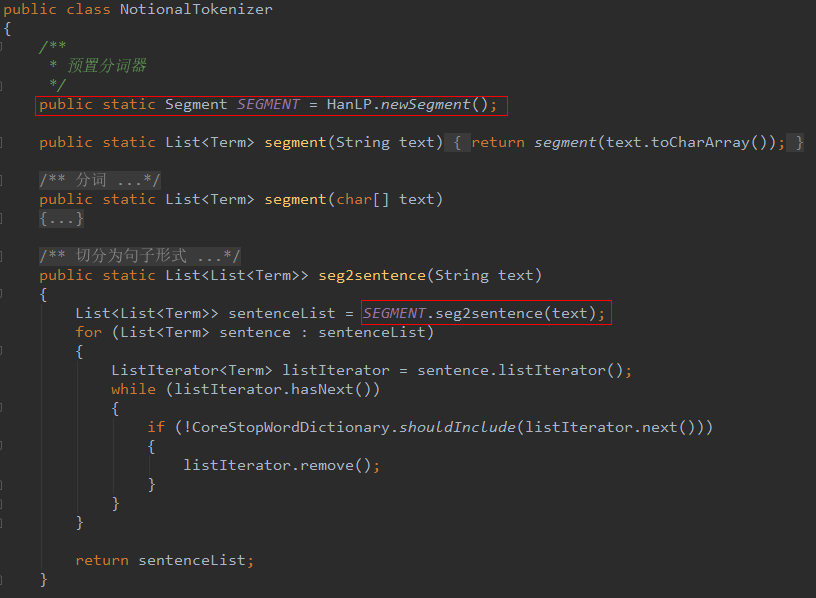 public class NotionalTokenizer
{
/**
* 预置分词器
*/
public static Segment SEGMENT = HanLP.newSegment();
public static List<Term> segment(String text) { return segment(text.toCharArray()); }
/** 分词 ...*/
public static List<Term> segment(char[] text)
{...}
/** 切分为句子形式 ...*/
public static List<List<Term>> seg2sentence(String text)
{
List<List<Term>> sentenceList = SEGMENT.seg2sentence(text);
for (List<Term> sentence : sentenceList)
{
ListIterator<Term> listIterator = sentence.listIterator();
while (listIterator.hasNext())
{
if (!CoreStopWordDictionary.shouldInclude(listIterator.next()))
{
listIterator.remove();
}
}
}
return sentenceList;
}